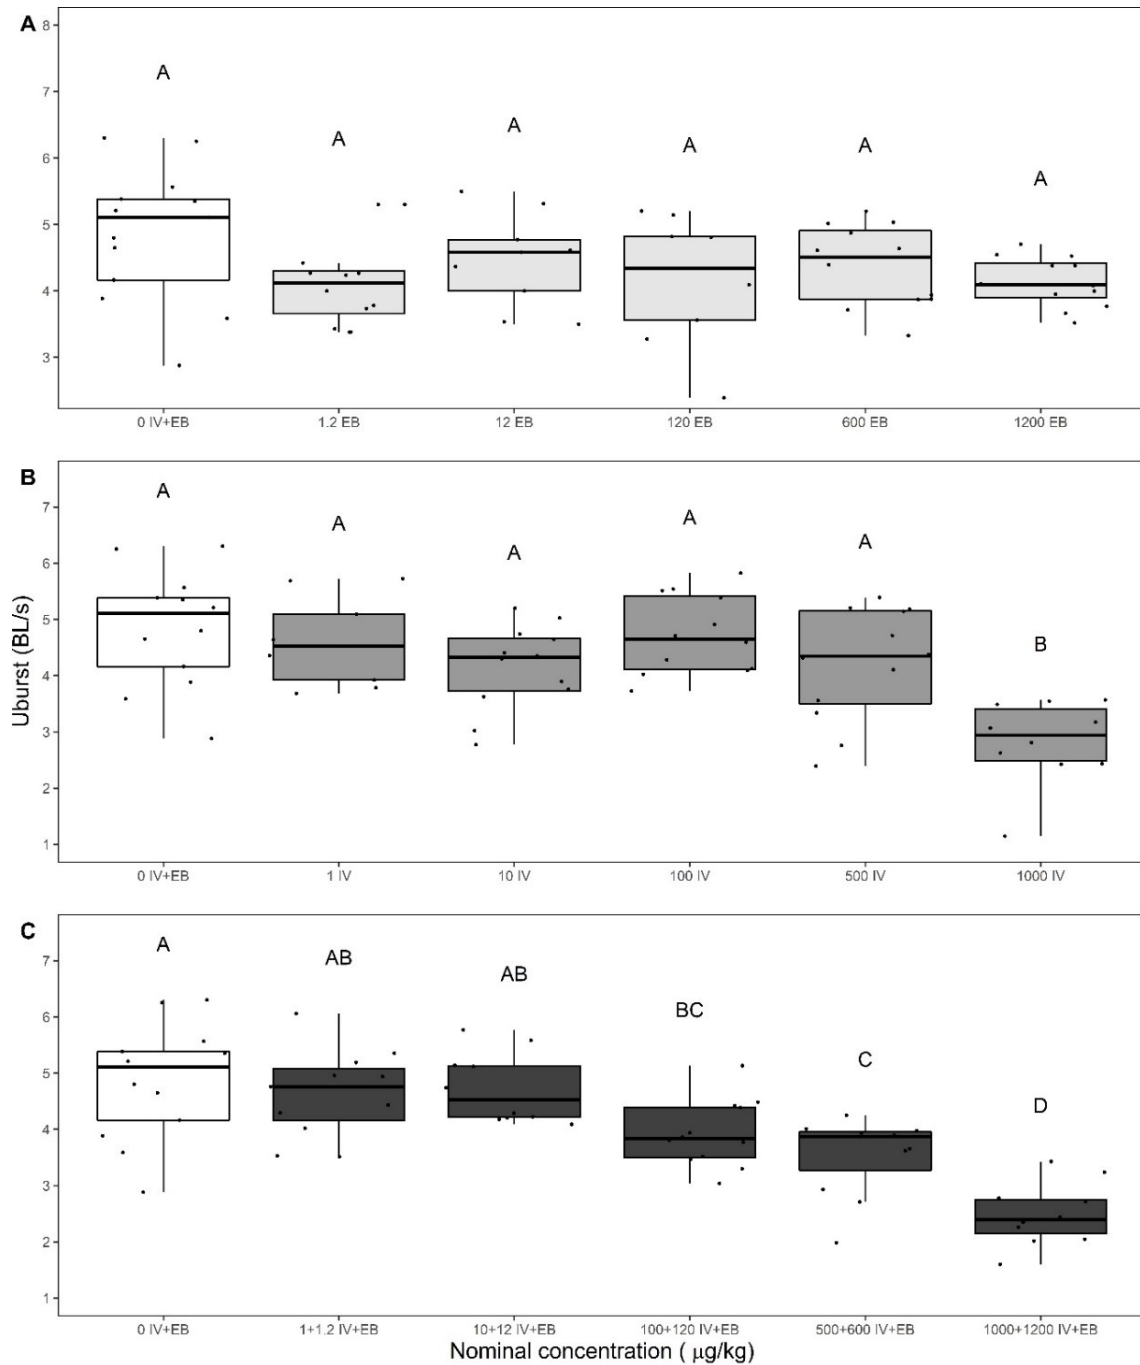 A
8
A
7
A
A
A
A
A
6
5
4
3
0 IV+EB 1.2 EB 12 EB 120 EB 600 EB 1200 EB
B
A
7
A
A
A
A
6
5
B
4
3
2
1
0 IV+EB 1 IV 10 IV 100 IV 500 IV 1000 IV
Uburst (BL/s)
C
A
AB
AB
7
BC
6
C
5
D
4
3
2
1
0 IV+EB 1+1.2 IV+EB 10+12 IV+EB 100+120 IV+EB 500+600 IV+EB 1000+1200 IV+EB
Nominal concentration ( μg/kg)